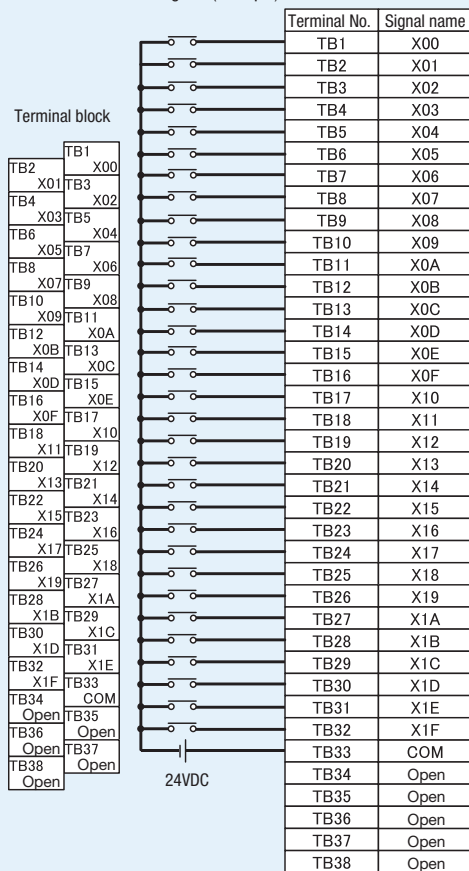 Terminal No. Signal name
TB1 X00
TB2 X01
TB3 X02
TB4 X03
TB5 X04
TB6 X05
TB7 X06
TB8 X07
TB9 X08
TB10 X09
TB11 X0A
TB12 X0B
TB13 X0C
TB14 X0D
TB15 X0E
TB16 X0F
TB17 X10
TB18 X11
TB19 X12
TB20 X13
TB21 X14
TB22 X15
TB23 X16
TB24 X17
TB25 X18
TB26 X19
TB27 X1A
TB28 X1B
TB29 X1C
TB30 X1D
TB31 X1E
TB32 X1F
TB33 COM
TB34 Open
TB35 Open
TB36 Open
TB37 Open
TB38 Open
24VDC
Terminal block
TB1
X00
TB2
X01
TB3
X02
TB4
X03
TB5
X04
TB6
X05
TB7
X06
TB8
X07
TB9
X08
TB10
X09
TB11
X0A
TB12
X0B
TB13
X0C
TB14
X0D
TB15
X0E
TB16
X0F
TB17
X10
TB18
X11
TB19
X12
TB20
X13
TB21
X14
TB22
X15
TB23
X16
TB24
X17
TB25
X18
TB26
X19
TB27
X1A
TB28
X1B
TB29
X1C
TB30
X1D
TB31
X1E
TB32
X1F
TB33
COM
TB34
Open
TB35
Open
TB36
Open
TB37
Open
TB38
Open